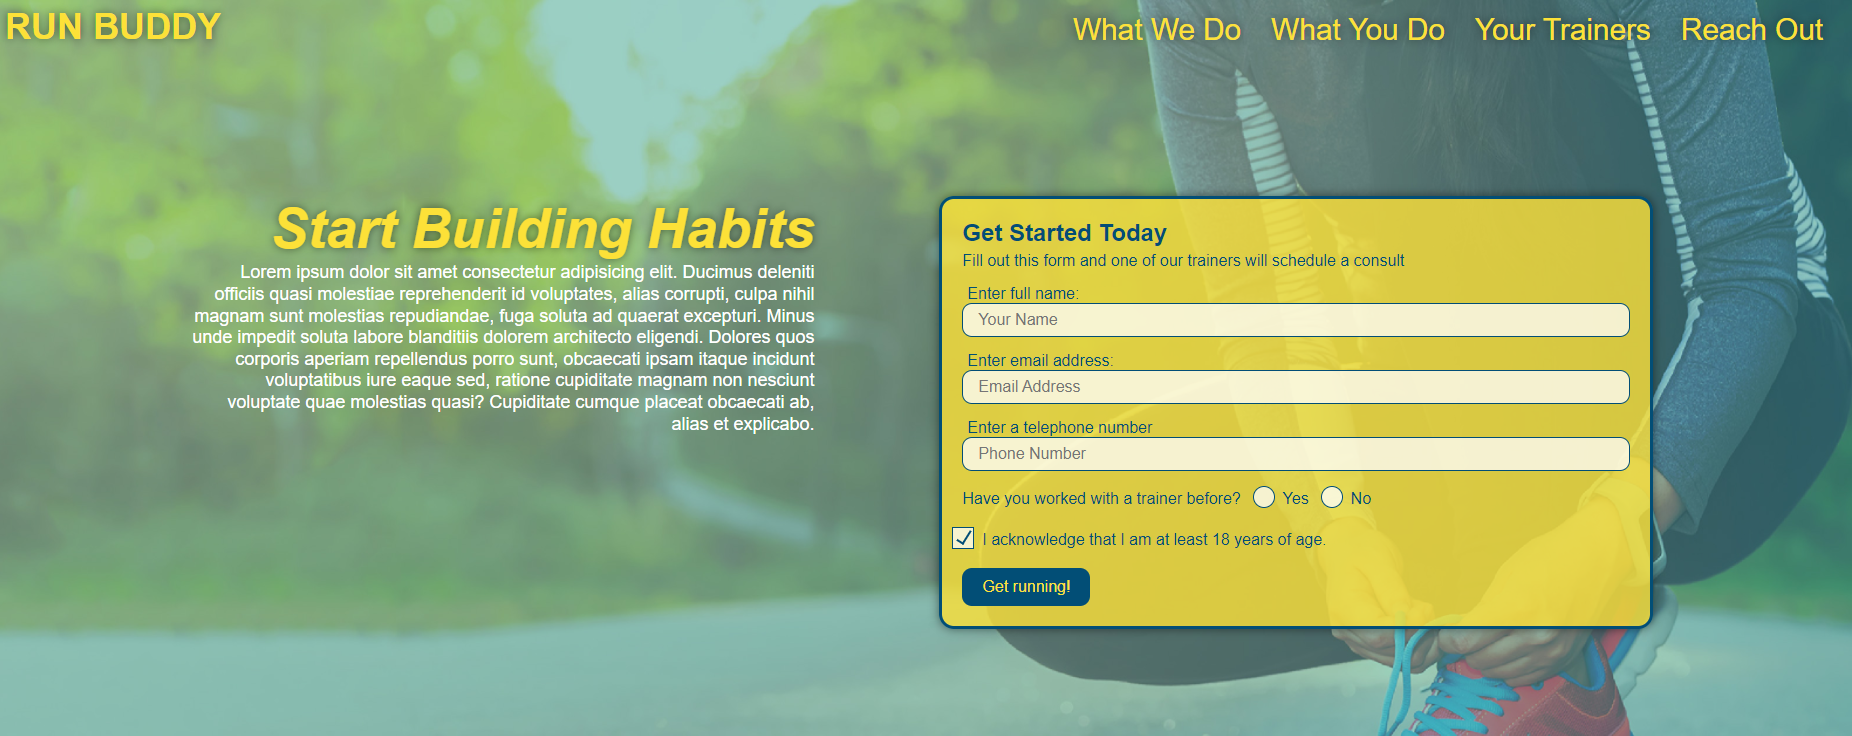 RUN BUDDY
What We Do What You Do Your Trainers Reach Out
Start Building Habits
Lorem ipsum dolor sit amet consectetur adipisicing elit. Ducimus deleniti
officiis quasi molestiae reprehenderit id voluptates, alias corrupti, culpa nihil
magnam sunt molestias repudiandae, fuga soluta ad quaerat excepturi. Minus
unde impedit soluta labore blanditiis dolorem architecto eligendi. Dolores quos
corporis aperiam repellendus porro sunt, obcaecati ipsam itaque incidunt
voluptatibus iure eaque sed, ratione cupiditate magnam non nesciunt
voluptate quae molestias quasi? Cupiditate cumque placeat obcaecati ab,
alias et explicabo.
Get Started Today
Fill out this form and one of our trainers will schedule a consult
Enter full name:
Your Name
Enter email address:
Email Address
Enter a telephone number
Phone Number
Have you worked with a trainer before? Yes No
I acknowledge that I am at least 18 years of age.
Get running!